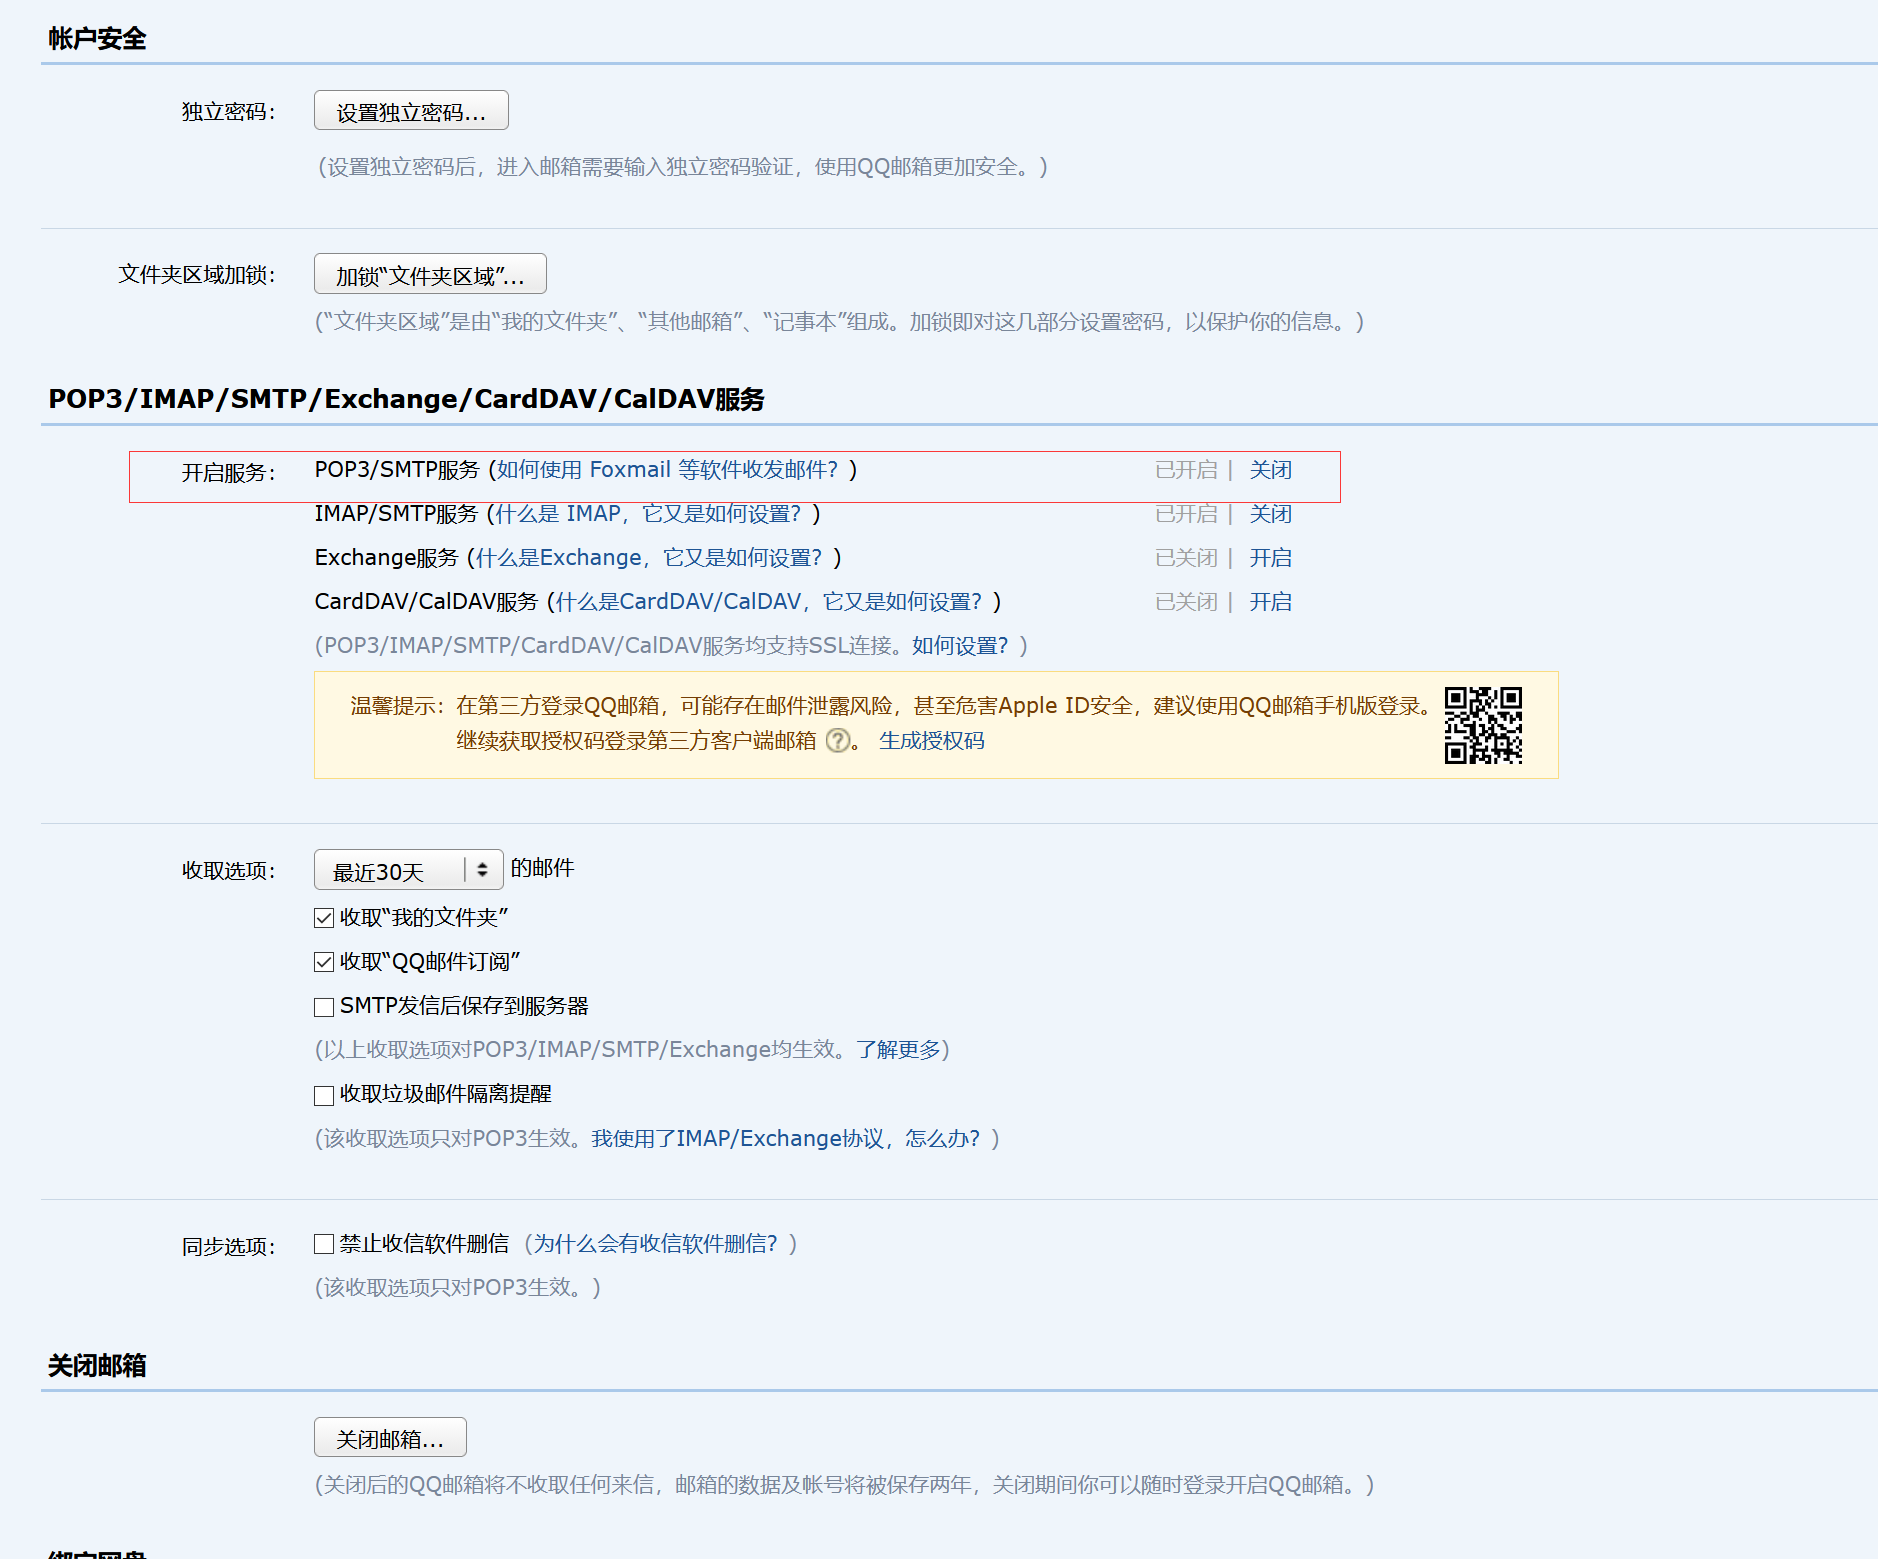 帐户安全
独立密码：
设置独立密码...
(设置独立密码后，进入邮箱需要输入独立密码验证，使用QQ邮箱更加安全。)
文件夹区域加锁：
加锁“文件夹区域”...
(“文件夹区域”是由“我的文件夹”、“其他邮箱”、“记事本”组成。加锁即对这几部分设置密码，以保护你的信息。)
POP3/IMAP/SMTP/Exchange/CardDAV/CalDAV服务
开启服务： POP3/SMTP服务 (如何使用 Foxmail 等软件收发邮件？) 已开启 | 关闭
IMAP/SMTP服务 (什么是 IMAP，它又是如何设置？) 已开启 | 关闭
Exchange服务 (什么是Exchange，它又是如何设置？) 已关闭 | 开启
CardDAV/CalDAV服务 (什么是CardDAV/CalDAV，它又是如何设置？) 已关闭 | 开启
(POP3/IMAP/SMTP/CardDAV/CalDAV服务均支持SSL连接。如何设置？)
温馨提示：在第三方登录QQ邮箱，可能存在邮件泄露风险，甚至危害Apple ID安全，建议使用QQ邮箱手机版登录。
继续获取授权码登录第三方客户端邮箱 ?。 生成授权码
收取选项： 最近30天 的邮件
收取“我的文件夹”
收取“QQ邮件订阅”
SMTP发信后保存到服务器
(以上收取选项对POP3/IMAP/SMTP/Exchange均生效。了解更多)
收取垃圾邮件隔离提醒
(该收取选项只对POP3生效。我使用了IMAP/Exchange协议，怎么办？)
同步选项： 禁止收信软件删信 (为什么会有收信软件删信？)
(该收取选项只对POP3生效。)
关闭邮箱
关闭邮箱...
(关闭后的QQ邮箱将不收取任何来信，邮箱的数据及帐号将被保存两年，关闭期间你可以随时登录开启QQ邮箱。)